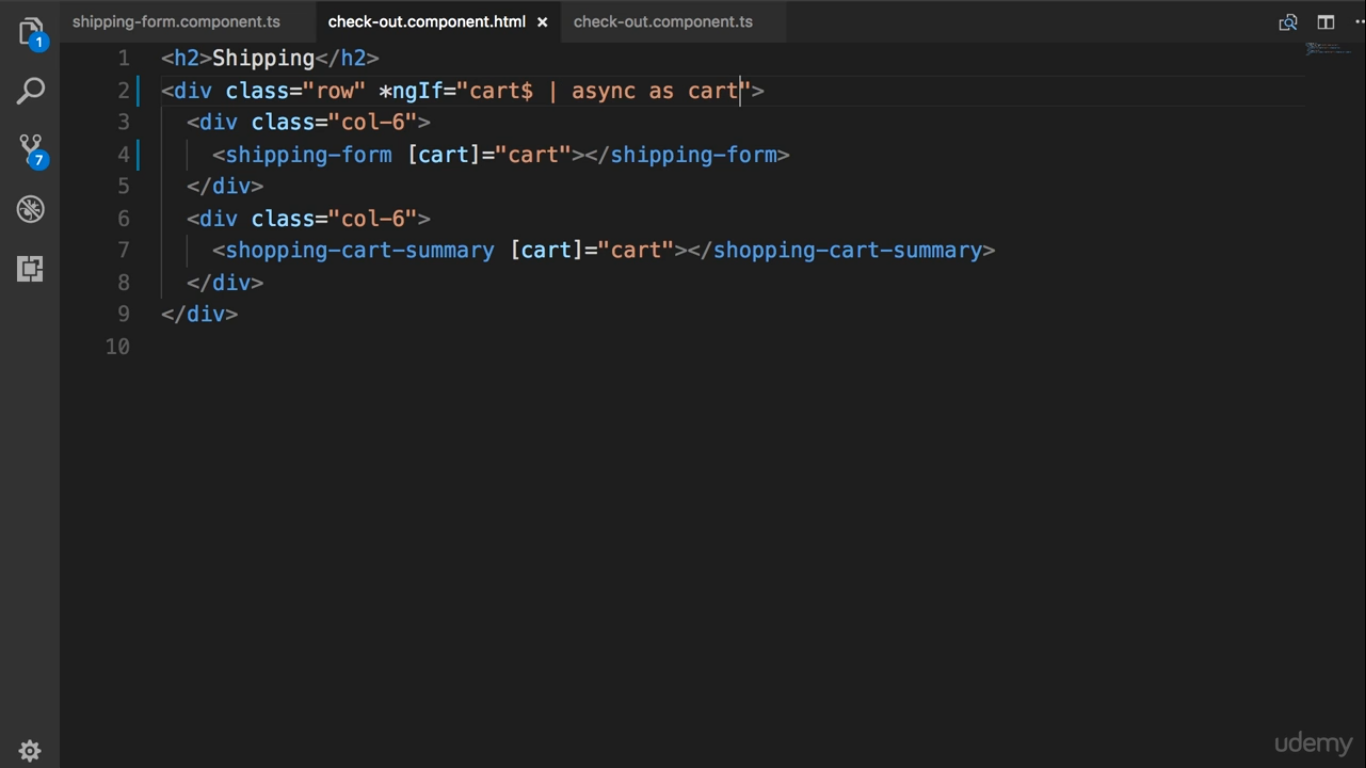 shipping-form.component.ts check-out.component.html × check-out.component.ts
1 <h2>Shipping</h2>
2 <div class="row" *ngIf="cart$ | async as cart">
3 <div class="col-6">
4 <shipping-form [cart]="cart"></shipping-form>
5 </div>
6 <div class="col-6">
7 <shopping-cart-summary [cart]="cart"></shopping-cart-summary>
8 </div>
9 </div>
10
1
7
udemy